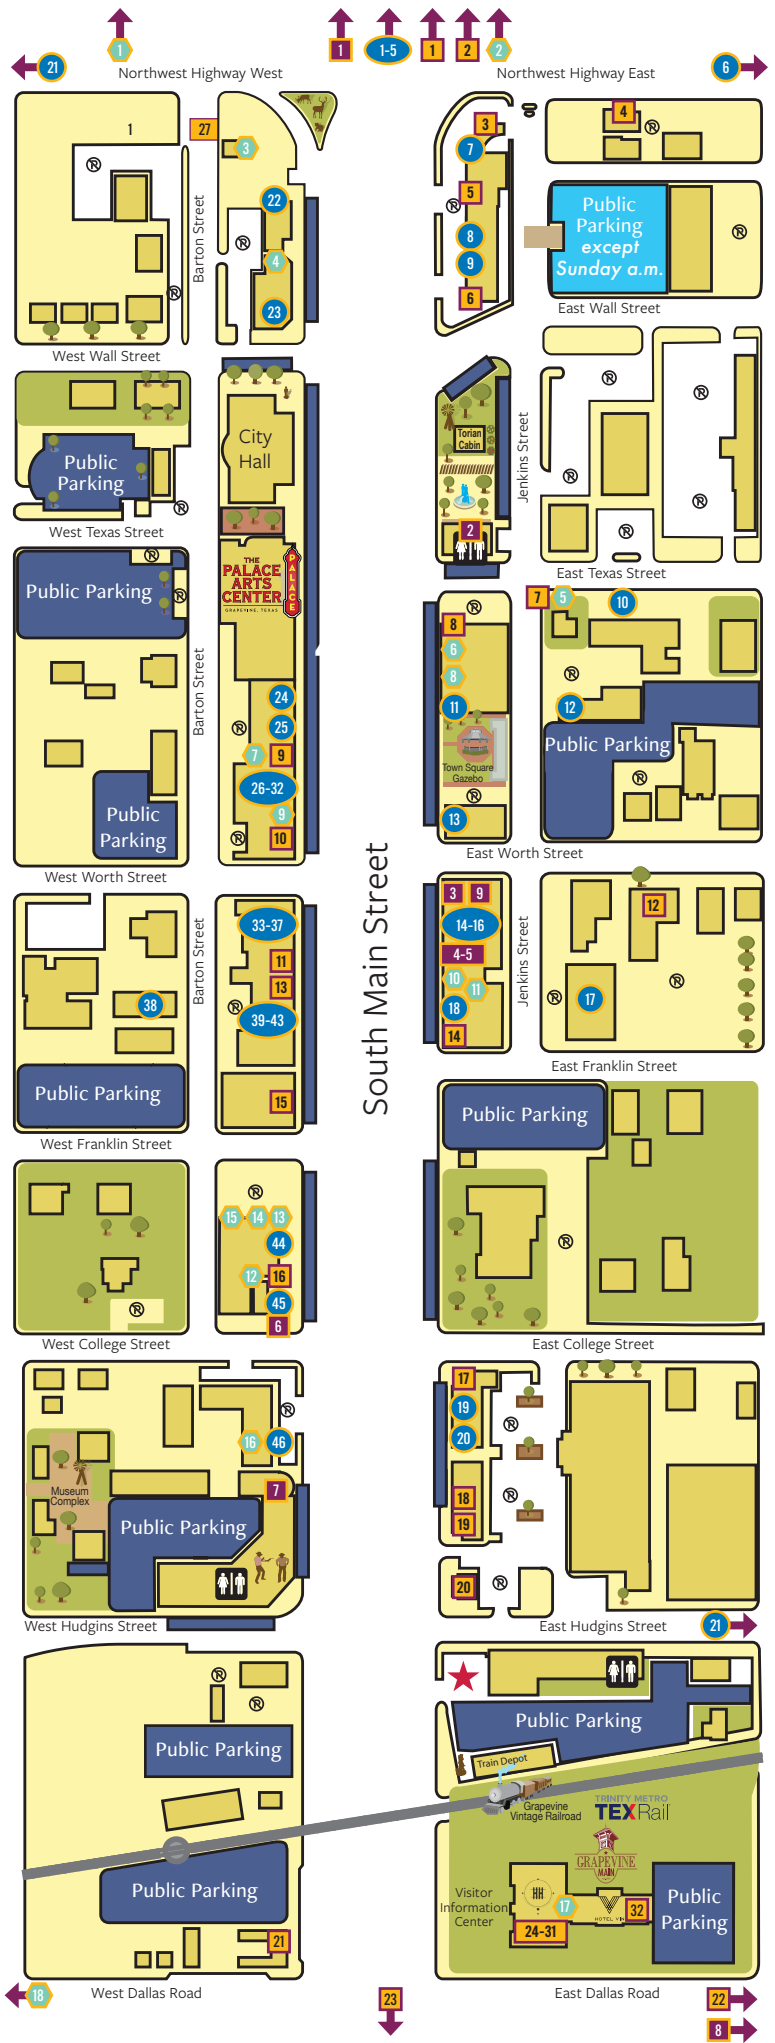 1
1
1-5
1
2
2
21
Northwest Highway West
Northwest Highway East
6
1
27
3
3
7
4
Barton Street
22
5
8
9
Public
Parking
except
Sunday a.m.
4
23
6
East Wall Street
West Wall Street
City
Hall
Torian
Cabin
Jenkins Street
Public
Parking
West Texas Street
2
East Texas Street
THE
PALACE
ARTS
CENTER
GRAPEVINE, TEXAS
PALACE
Public Parking
7
5
10
8
6
8
11
12
Barton Street
24
25
7
9
26-32
9
10
Public Parking
Town Square
Gazebo
13
Public
Parking
East Worth Street
West Worth Street
South Main Street
Barton Street
33-37
11
13
38
39-43
3
9
14-16
4-5
10
11
18
14
Jenkins Street
12
17
Public Parking
15
East Franklin Street
West Franklin Street
Public Parking
15
14
13
44
12
16
45
6
West College Street
East College Street
17
19
20
16
46
7
Museum
Complex
Public Parking
18
19
20
West Hudgins Street
East Hudgins Street
21
Public Parking
Public Parking
Train Depot
Grapevine
Vintage Railroad
TRINITY METRO
TEXRail
GRAPEVINE
MAIN
Public Parking
Visitor
Information
Center
17
HOTEL VIN
32
24-31
Public
Parking
21
18
West Dallas Road
23
East Dallas Road
22
8